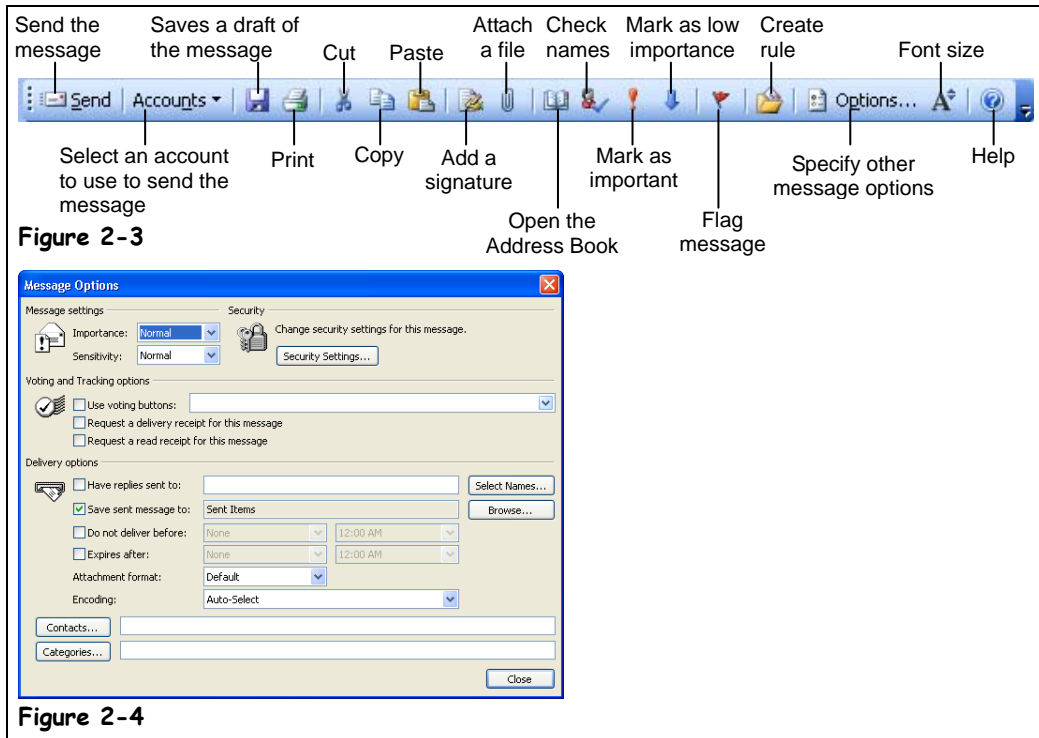 Send the message
Saves a draft of the message
Cut
Paste
Attach a file
Check names
Mark as low importance
Create rule
Font size
Send
Accounts
Options...
Select an account to use to send the message
Print
Copy
Add a signature
Open the Address Book
Mark as important
Flag message
Specify other message options
Help
Figure 2-3
Message Options
Message settings
Security
Importance: Normal
Change security settings for this message.
Sensitivity: Normal
Security Settings...
Voting and Tracking options
Use voting buttons:
Request a delivery receipt for this message
Request a read receipt for this message
Delivery options
Have replies sent to:
Select Names...
Save sent message to: Sent Items
Browse...
Do not deliver before: None 12:00 AM
Expires after: None 12:00 AM
Attachment format: Default
Encoding: Auto-Select
Contacts...
Categories...
Close
Figure 2-4